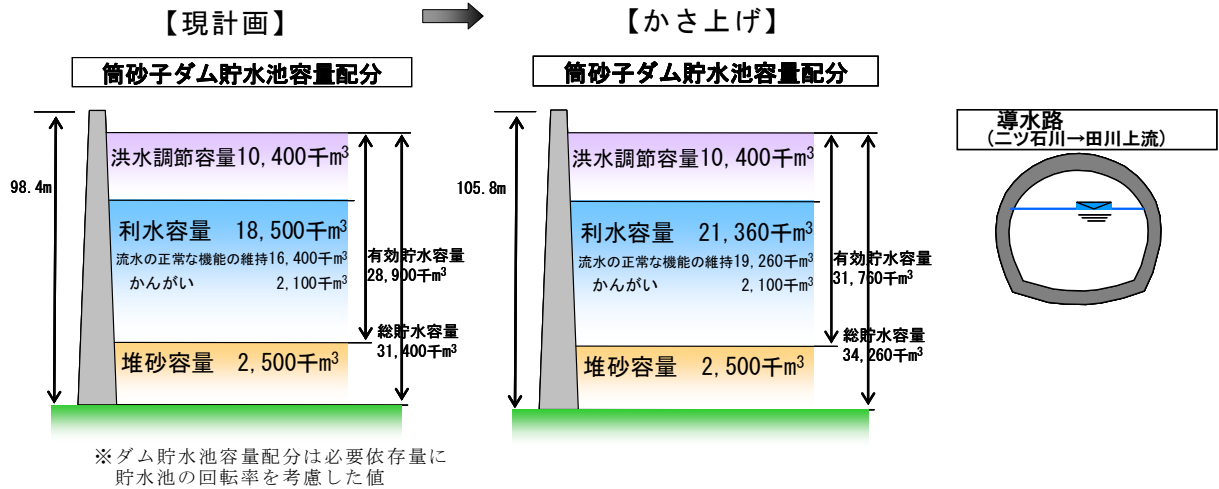 【現計画】
筒砂子ダム貯水池容量配分
98.4m
洪水調節容量10,400千m³
利水容量 18,500千m³
流水の正常な機能の維持16,400千m³
かんがい 2,100千m³
有効貯水容量
28,900千m³
総貯水容量
31,400千m³
堆砂容量 2,500千m³
※ダム貯水池容量配分は必要依存量に
貯水池の回転率を考慮した値
【かさ上げ】
筒砂子ダム貯水池容量配分
105.8m
洪水調節容量10,400千m³
利水容量 21,360千m³
流水の正常な機能の維持19,260千m³
かんがい 2,100千m³
有効貯水容量
31,760千m³
総貯水容量
34,260千m³
堆砂容量 2,500千m³
導水路
(二ツ石川→田川上流)